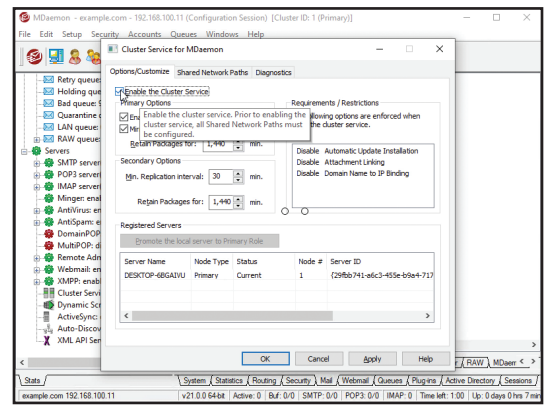 MDaemon - example.com - 192.168.100.11 (Configuration Session) [Cluster ID: 1 (Primary)]
File Edit Setup Security Accounts Queues Windows Help
Cluster Service for MDaemon
Options/Customize Shared Network Paths Diagnostics
Enable the Cluster Service
Primary Options
Requirements / Restrictions
Enable the cluster service. Prior to enabling the
cluster service, all Shared Network Paths must
be configured.
options are enforced when
the cluster service.
Retain Packages for: 1,440 min.
Disable Automatic Update Installation
Disable Attachment Linking
Disable Domain Name to IP Binding
Secondary Options
Min. Replication interval: 30 min.
Retain Packages for: 1,440 min.
Registered Servers
Promote the local server to Primary Role
Server Name Node Type Status Node # Server ID
DESKTOP-6BGAIVU Primary Current 1 {29fbb741-a6c3-455e-b9a4-717
OK Cancel Apply Help
Retry queue:
Holding que
Bad queue: 9
Quarantine
LAN queue:
RAW queue:
Servers
SMTP server
POP3 server
IMAP server
Minger: enal
AntiVirus: en
AntiSpam: e
DomainPOP
MultiPOP: di
Remote Adm
Webmail: en
XMPP: enabl
Cluster Servi
Dynamic Scr
ActiveSync:
Auto-Discov
XML API Ser
RAW MDaem
Stats
System Statistics Routing Security Mail Webmail Queues Plug-ins Active Directory Sessions
example.com 192.168.100.11 v21.0.0 64-bit Active: 0 Buf: 0/0 SMTP: 0/0 POP3: 0/0 IMAP: 0 Time left: 1:00 Up: 0 days 0 hrs 7 min